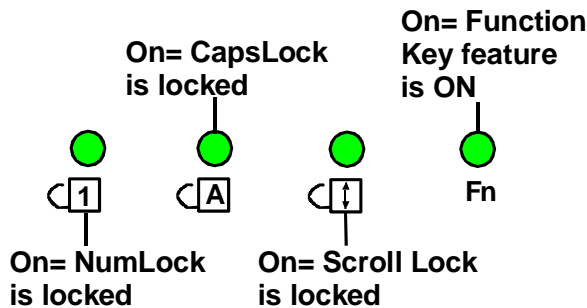 On= Function
Key feature
is ON
On= CapsLock
is locked
1
A
Fn
On= NumLock
is locked
On= Scroll Lock
is locked